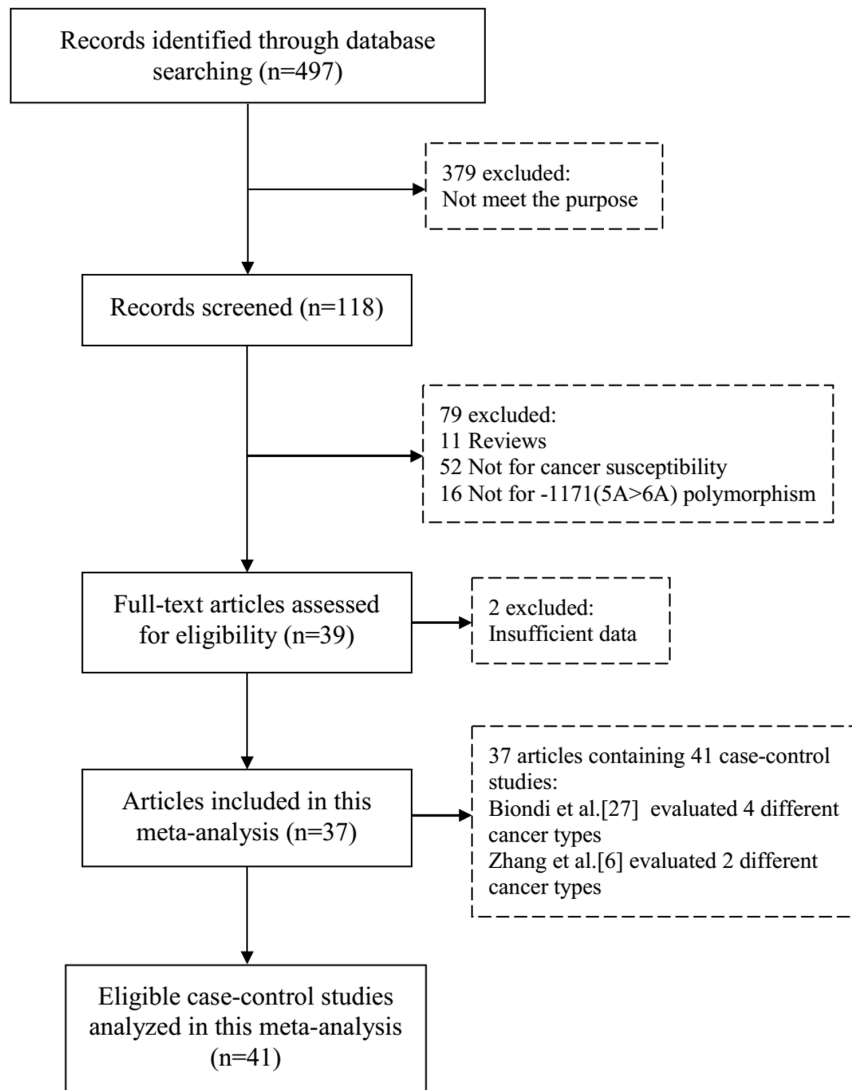 Records identified through database
searching (n=497)
379 excluded:
Not meet the purpose
Records screened (n=118)
79 excluded:
11 Reviews
52 Not for cancer susceptibility
16 Not for -1171(5A>6A) polymorphism
Full-text articles assessed
for eligibility (n=39)
2 excluded:
Insufficient data
37 articles containing 41 case-control
studies:
Biondi et al.[27] evaluated 4 different
cancer types
Zhang et al.[6] evaluated 2 different
cancer types
Articles included in this
meta-analysis (n=37)
Eligible case-control studies
analyzed in this meta-analysis
(n=41)